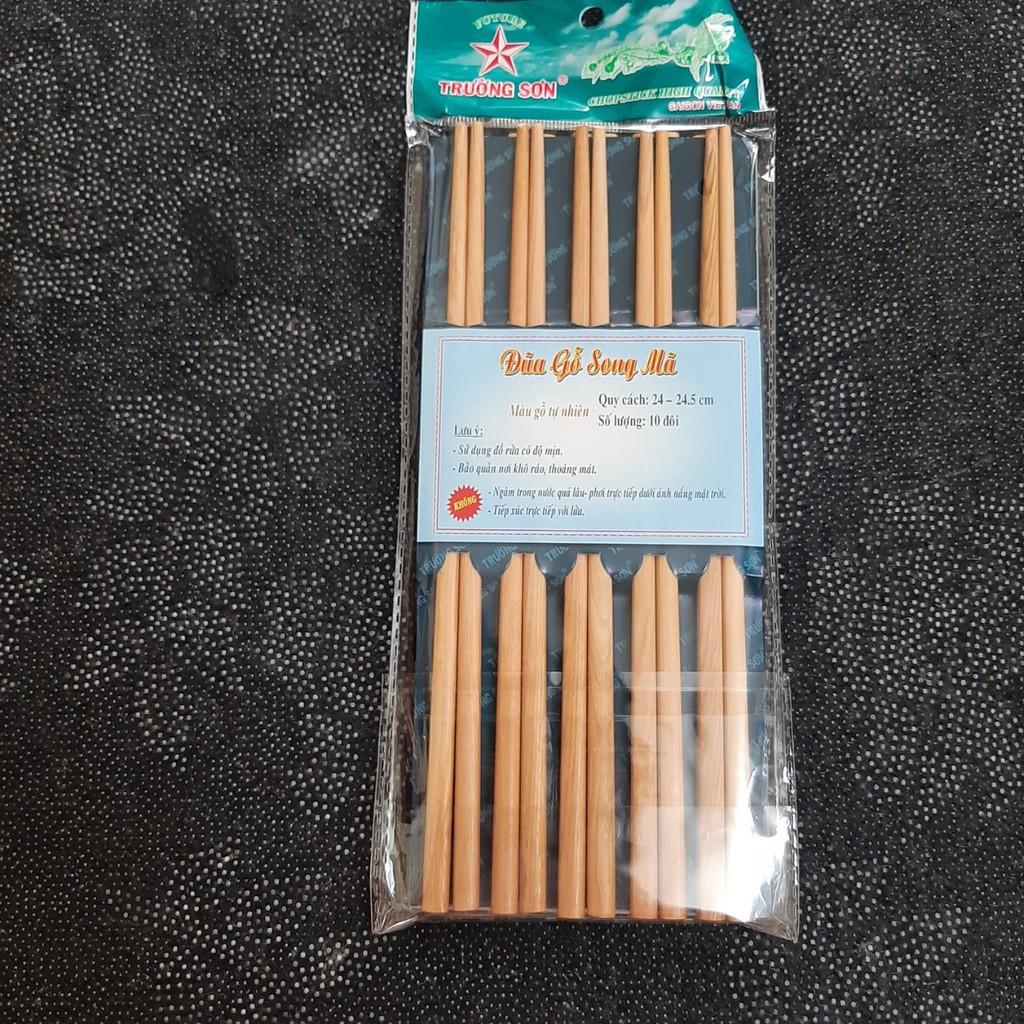 FUTURE
TRƯỜNG SƠN®
CHOPSTICK HIGH QUALITY
SAIGON VIETNAM
Đũa Gỗ Song Mã
Màu gỗ tự nhiên
Quy cách: 24 – 24.5 cm
Số lượng: 10 đôi
Lưu ý:
- Sử dụng đồ rửa có độ mịn.
- Bảo quản nơi khô ráo, thoáng mát.
KHÔNG
- Ngâm trong nước quá lâu- phơi trực tiếp dưới ánh nắng mặt trời.
- Tiếp xúc trực tiếp với lửa.